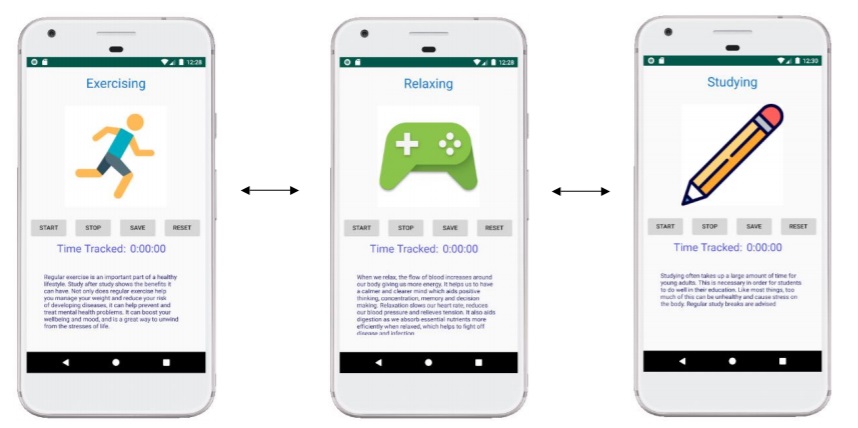 12:28
Exercising
START STOP SAVE RESET
Time Tracked: 0:00:00
Regular exercise is an important part of a healthy
lifestyle. Study after study shows the benefits it
can have. Not only does regular exercise help
you manage your weight and reduce your risk
of developing diseases, it can help prevent and
treat mental health problems. It can boost your
wellbeing and mood, and is a great way to unwind
from the stresses of life.
12:28
Relaxing
START STOP SAVE RESET
Time Tracked: 0:00:00
When we relax, the flow of blood increases around
our body giving us more energy. It helps us to have
a calmer and clearer mind which aids positive
thinking, concentration, memory and decision
making. Relaxation slows our heart rate, reduces
our blood pressure and relieves tension. It also aids
digestion as we absorb essential nutrients more
efficiently when relaxed, which helps to fight off
disease and infection
12:30
Studying
START STOP SAVE RESET
Time Tracked: 0:00:00
Studying often takes up a large amount of time for
young adults. This is necessary in order for students
to do well in their education. Like most things, too
much of this can be unhealthy and cause stress on
the body. Regular study breaks are advised